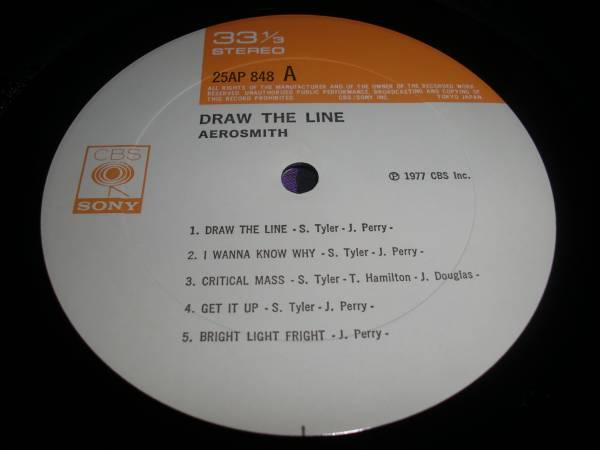 33 1/3
STEREO
25AP 848 A
ALL RIGHTS OF THE MANUFACTURER AND OF THE OWNER OF THE RECORDED WORK
RESERVED. UNAUTHORIZED PUBLIC PERFORMANCE, BROADCASTING AND COPYING OF
THIS RECORD PROHIBITED CBS/SONY INC. TOKYO JAPAN.
DRAW THE LINE
AEROSMITH
CBS
SONY
Ⓟ 1977 CBS Inc.
1. DRAW THE LINE - S. Tyler - J. Perry -
2. I WANNA KNOW WHY - S. Tyler - J. Perry -
3. CRITICAL MASS - S. Tyler - T. Hamilton - J. Douglas -
4. GET IT UP - S. Tyler - J. Perry -
5. BRIGHT LIGHT FRIGHT - J. Perry -